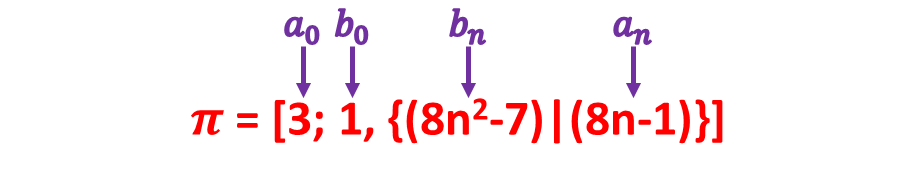 a₀ b₀ bₙ aₙ
π = [3; 1, {(8n²-7)|(8n-1)}]